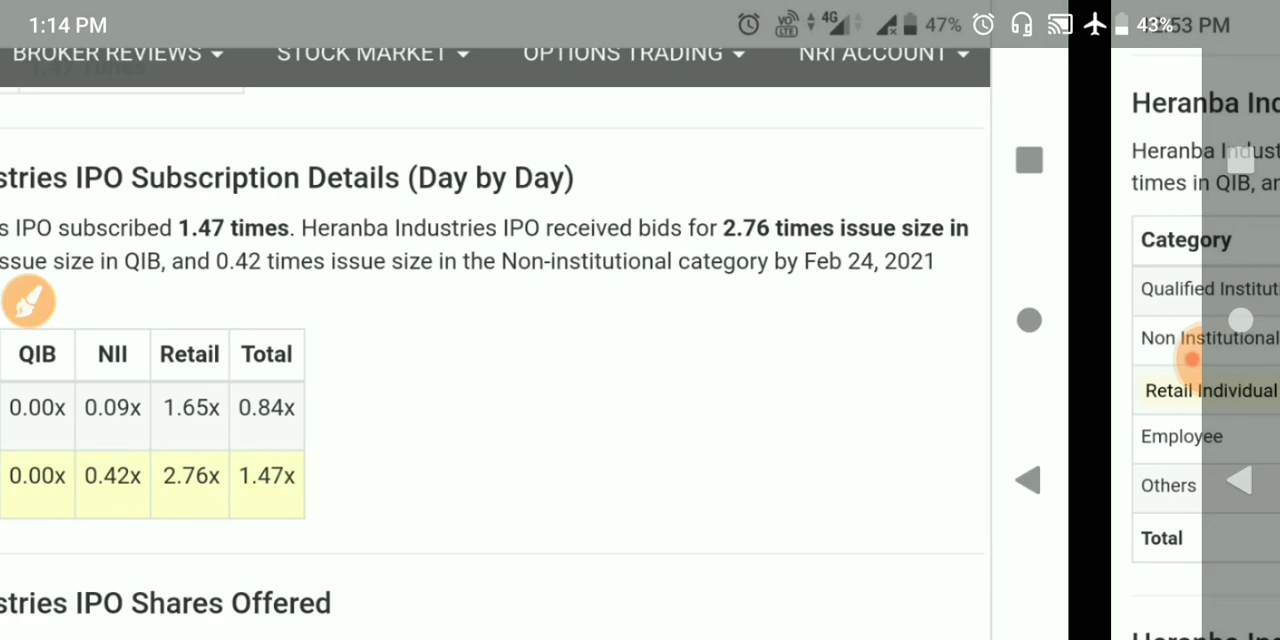 1:14 PM
4G
VO)
LTE
47%
43%
:53 PM
BROKER REVIEWS
STOCK MARKET
OPTIONS TRADING
NRI ACCOUNT
stries IPO Subscription Details (Day by Day)
s IPO subscribed 1.47 times. Heranba Industries IPO received bids for 2.76 times issue size in
ssue size in QIB, and 0.42 times issue size in the Non-institutional category by Feb 24, 2021
QIB NII Retail Total
0.00x 0.09x 1.65x 0.84x
0.00x 0.42x 2.76x 1.47x
stries IPO Shares Offered
Heranba Ind
Heranba Indust
times in QIB, an
Category
Qualified Institut
Non Institutional
Retail Individual
Employee
Others
Total